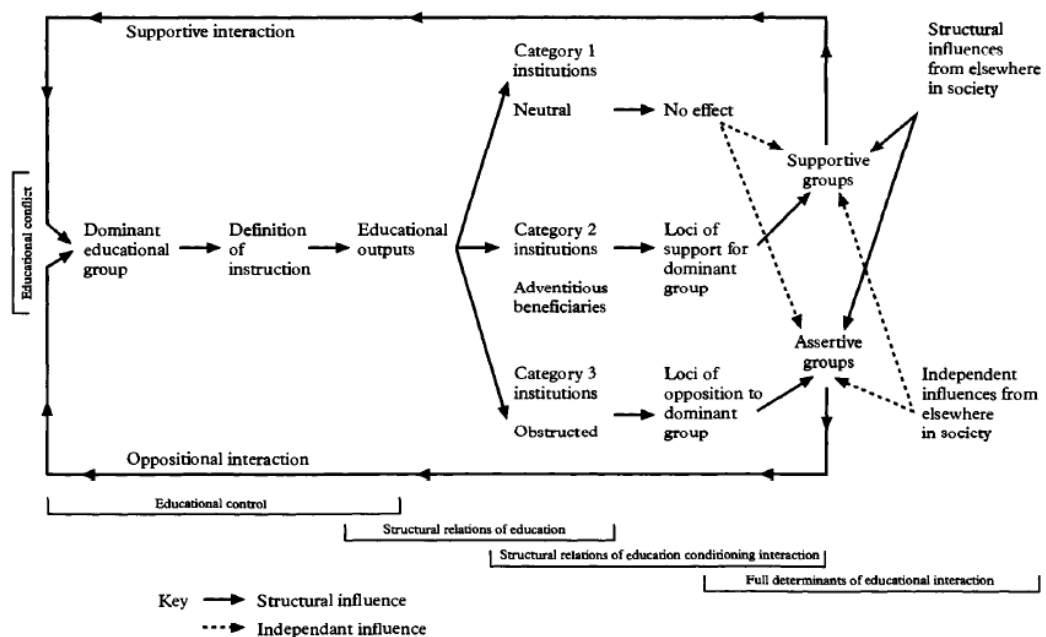 Supportive interaction
Structural
influences
from elsewhere
in society
Category 1
institutions
Neutral
No effect
Supportive
groups
Educational conflict
Dominant
educational
group
Definition
of
instruction
Educational
outputs
Category 2
institutions
Adventitious
beneficiaries
Loci of
support for
dominant
group
Assertive
groups
Category 3
institutions
Obstructed
Loci of
opposition to
dominant
group
Independent
influences from
elsewhere
in society
Oppositional interaction
Educational control
Structural relations of education
Structural relations of education conditioning interaction
Full determinants of educational interaction
Key
Structural influence
Independant influence